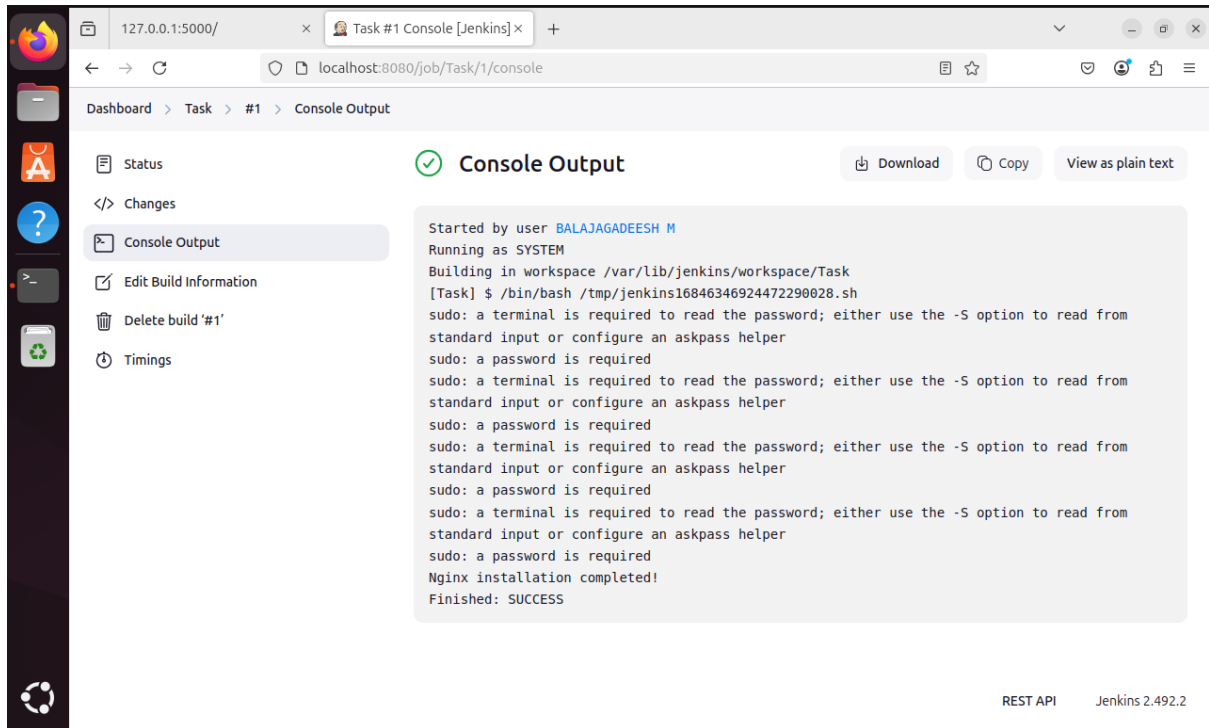 127.0.0.1:5000/
Task #1 Console [Jenkins]
localhost:8080/job/Task/1/console
Dashboard > Task > #1 > Console Output
Status
Changes
Console Output
Edit Build Information
Delete build ‘#1’
Timings
Console Output
Download
Copy
View as plain text
Started by user BALAJAGADEESH M
Running as SYSTEM
Building in workspace /var/lib/jenkins/workspace/Task
[Task] $ /bin/bash /tmp/jenkins16846346924472290028.sh
sudo: a terminal is required to read the password; either use the -S option to read from
standard input or configure an askpass helper
sudo: a password is required
sudo: a terminal is required to read the password; either use the -S option to read from
standard input or configure an askpass helper
sudo: a password is required
sudo: a terminal is required to read the password; either use the -S option to read from
standard input or configure an askpass helper
sudo: a password is required
sudo: a terminal is required to read the password; either use the -S option to read from
standard input or configure an askpass helper
sudo: a password is required
Nginx installation completed!
Finished: SUCCESS
REST API
Jenkins 2.492.2